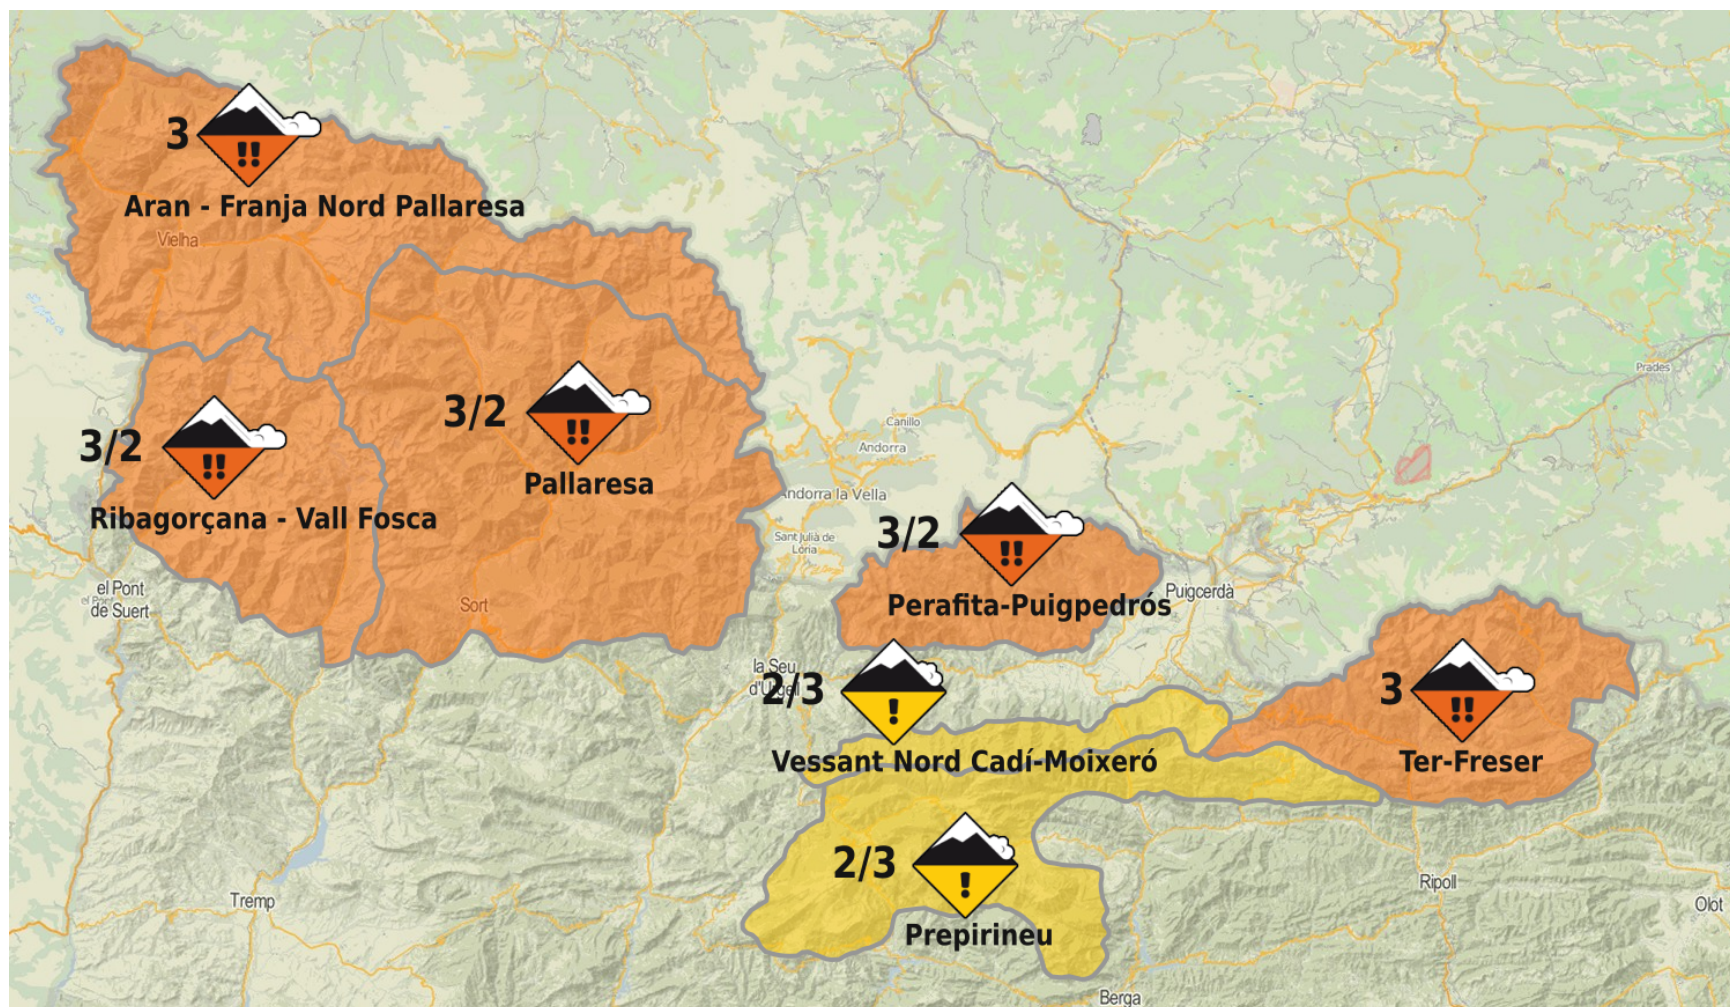 3
!!
Aran - Franja Nord Pallaresa
Vielha
3/2
!!
Pallaresa
3/2
!!
Ribagorçana - Vall Fosca
Prades
Canillo
Andorra
Andorra la Vella
Sant Julià de
Lòria
3/2
!!
Perafita-Puigpedrós
Puigcerdà
el Pont
de Suert
Sort
la Seu
d'Urgell
2/3
!
Vessant Nord Cadí-Moixeró
3
!!
Ter-Freser
2/3
!
Prepirineu
Tremp
Ripoll
Olot
Berga